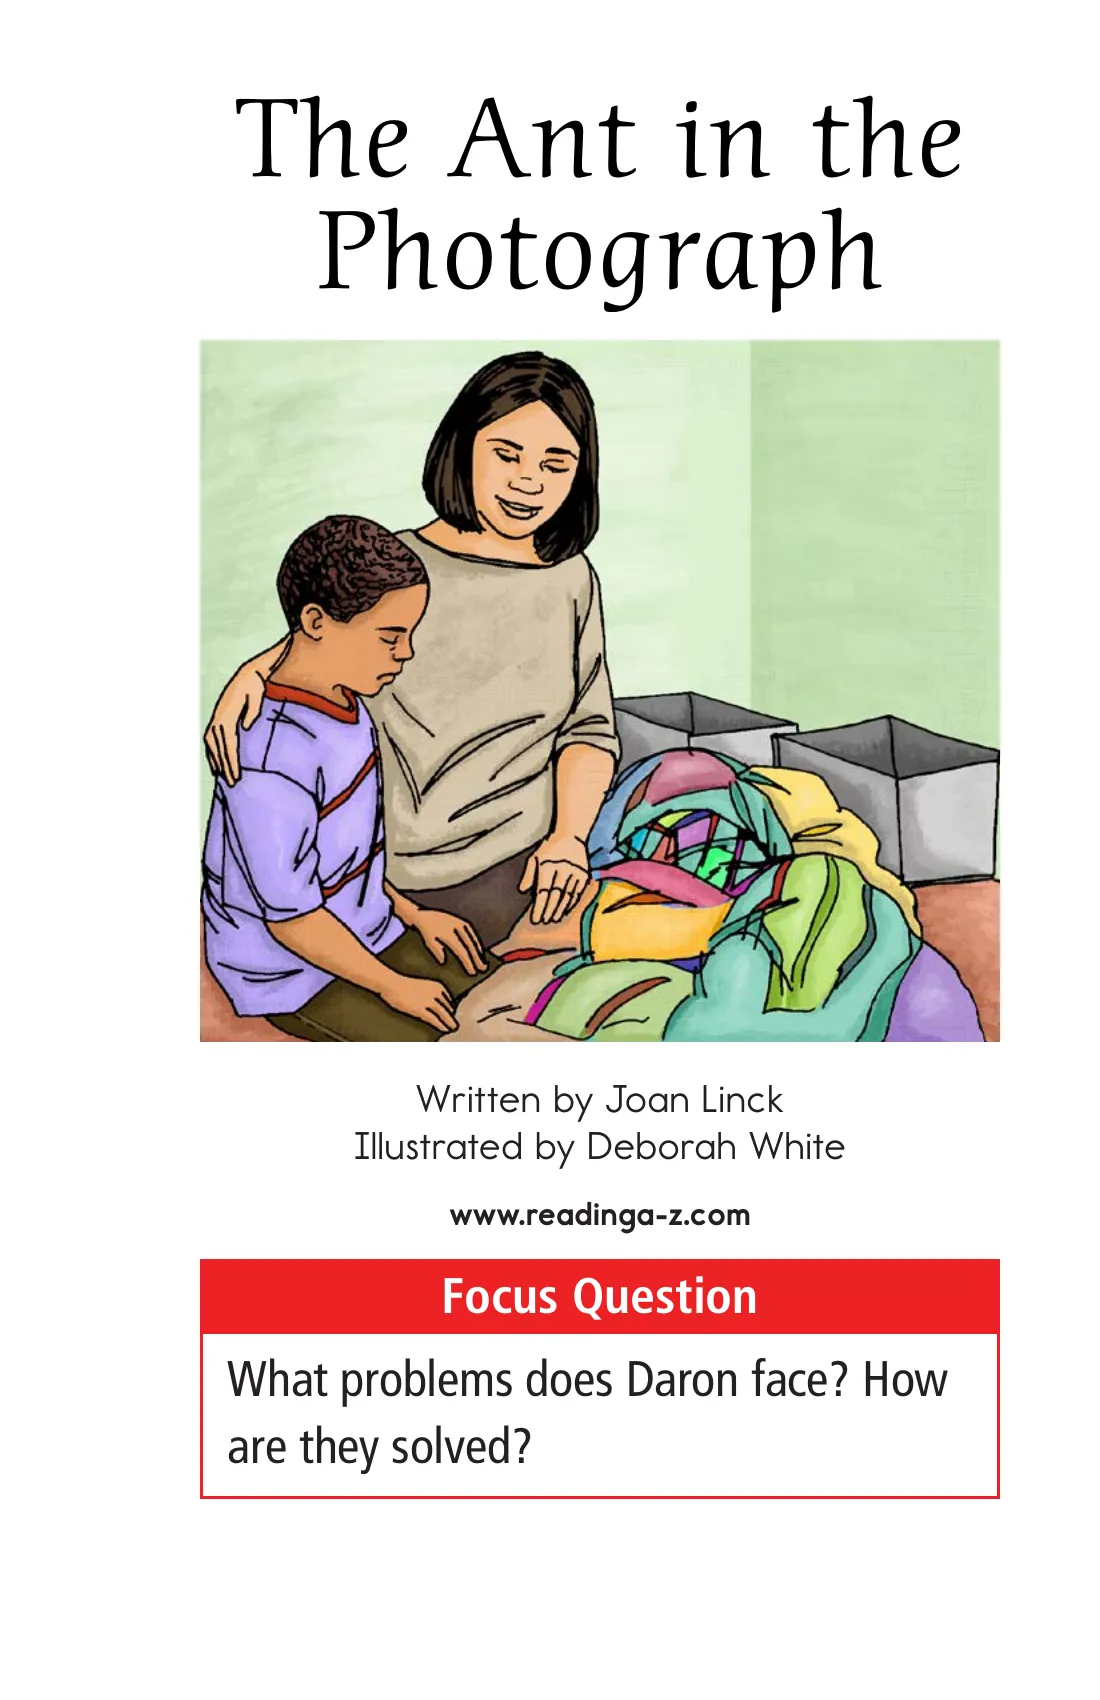 The Ant in the
Photograph
Written by Joan Linck
Illustrated by Deborah White
www.readinga-z.com
Focus Question
What problems does Daron face? How
are they solved?